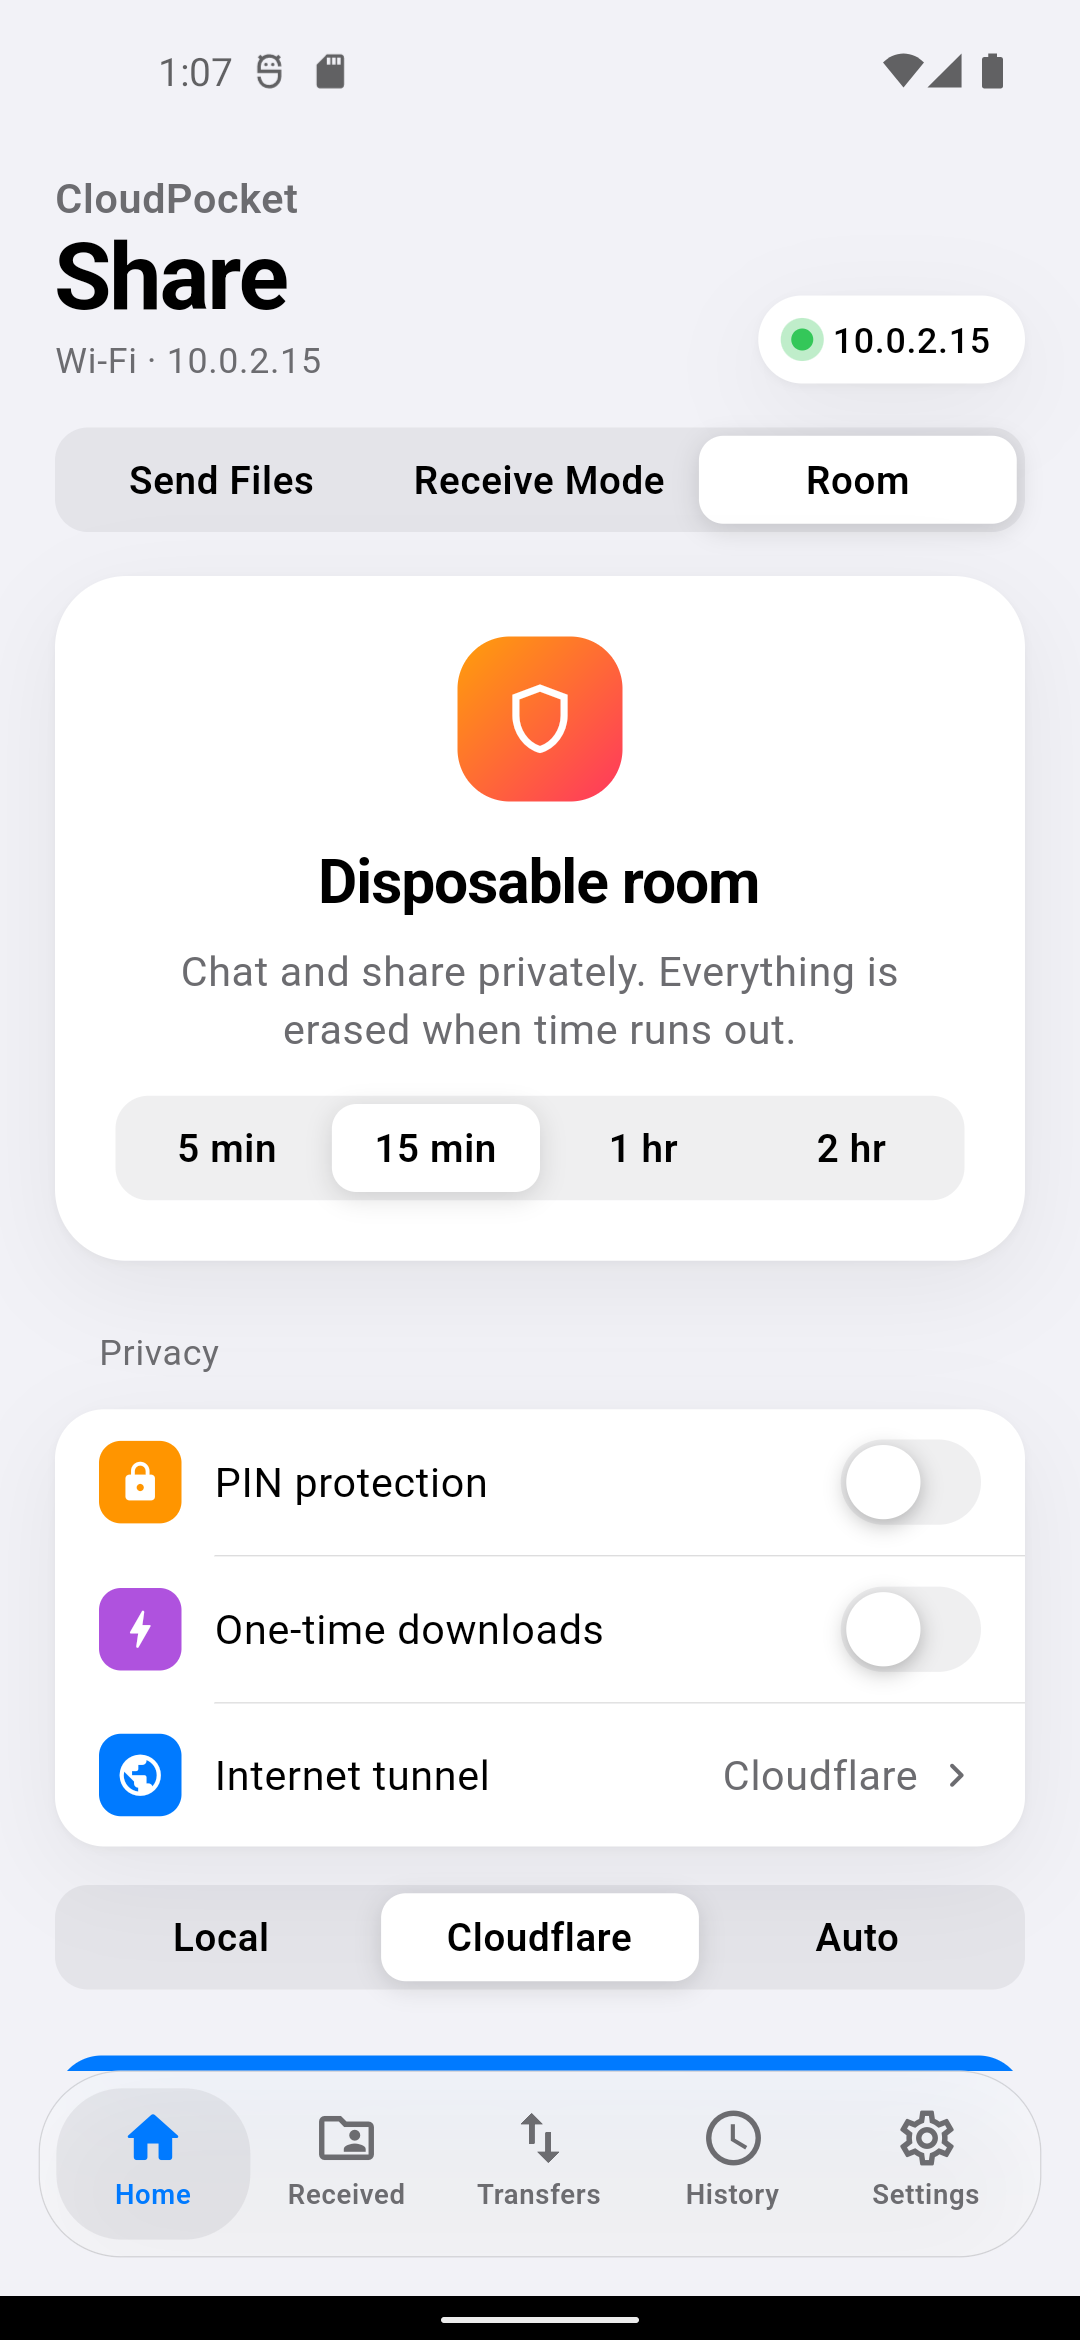 1:07
CloudPocket
Share
Wi-Fi · 10.0.2.15
10.0.2.15
Send Files
Receive Mode
Room
Disposable room
Chat and share privately. Everything is
erased when time runs out.
5 min
15 min
1 hr
2 hr
Privacy
PIN protection
One-time downloads
Internet tunnel
Cloudflare
Local
Cloudflare
Auto
Home
Received
Transfers
History
Settings